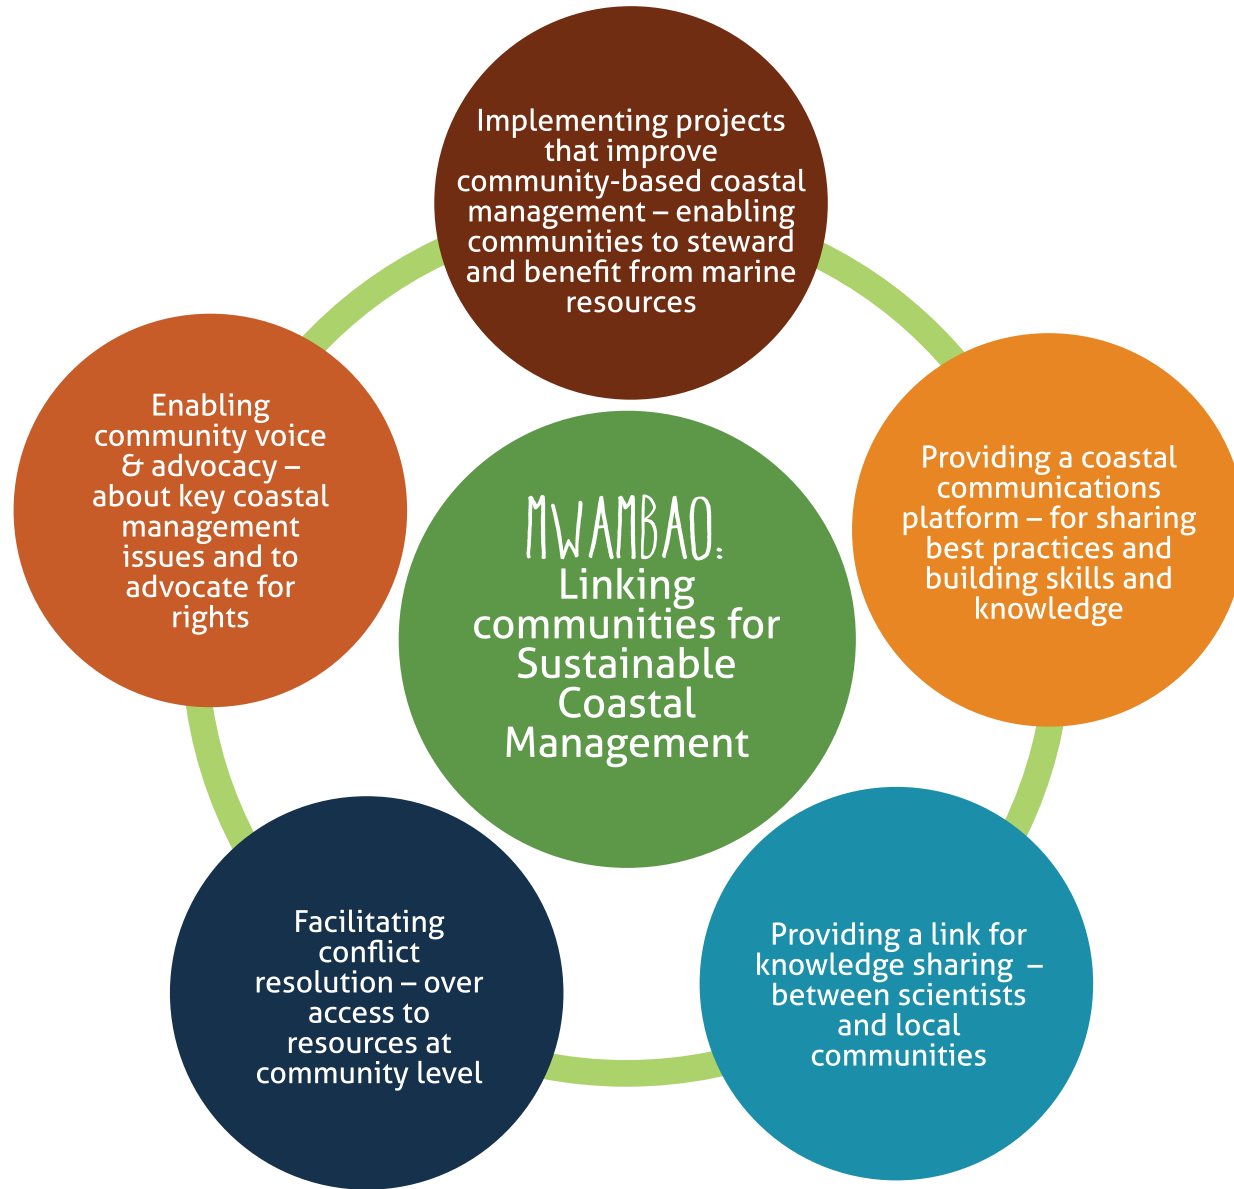 Implementing projects
that improve
community-based coastal
management – enabling
communities to steward
and benefit from marine
resources
Enabling
community voice
& advocacy –
about key coastal
management
issues and to
advocate for
rights
MWAMBAO:
Linking
communities for
Sustainable
Coastal
Management
Providing a coastal
communications
platform – for sharing
best practices and
building skills and
knowledge
Facilitating
conflict
resolution – over
access to
resources at
community level
Providing a link for
knowledge sharing –
between scientists
and local
communities